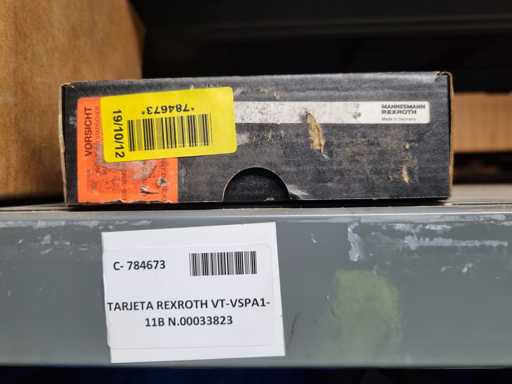 VORSICHT
19/10/12
*784673*
MANNESMANN
REXROTH
Made in Germany
C- 784673
TARJETA REXROTH VT-VSPA1-
11B N.00033823